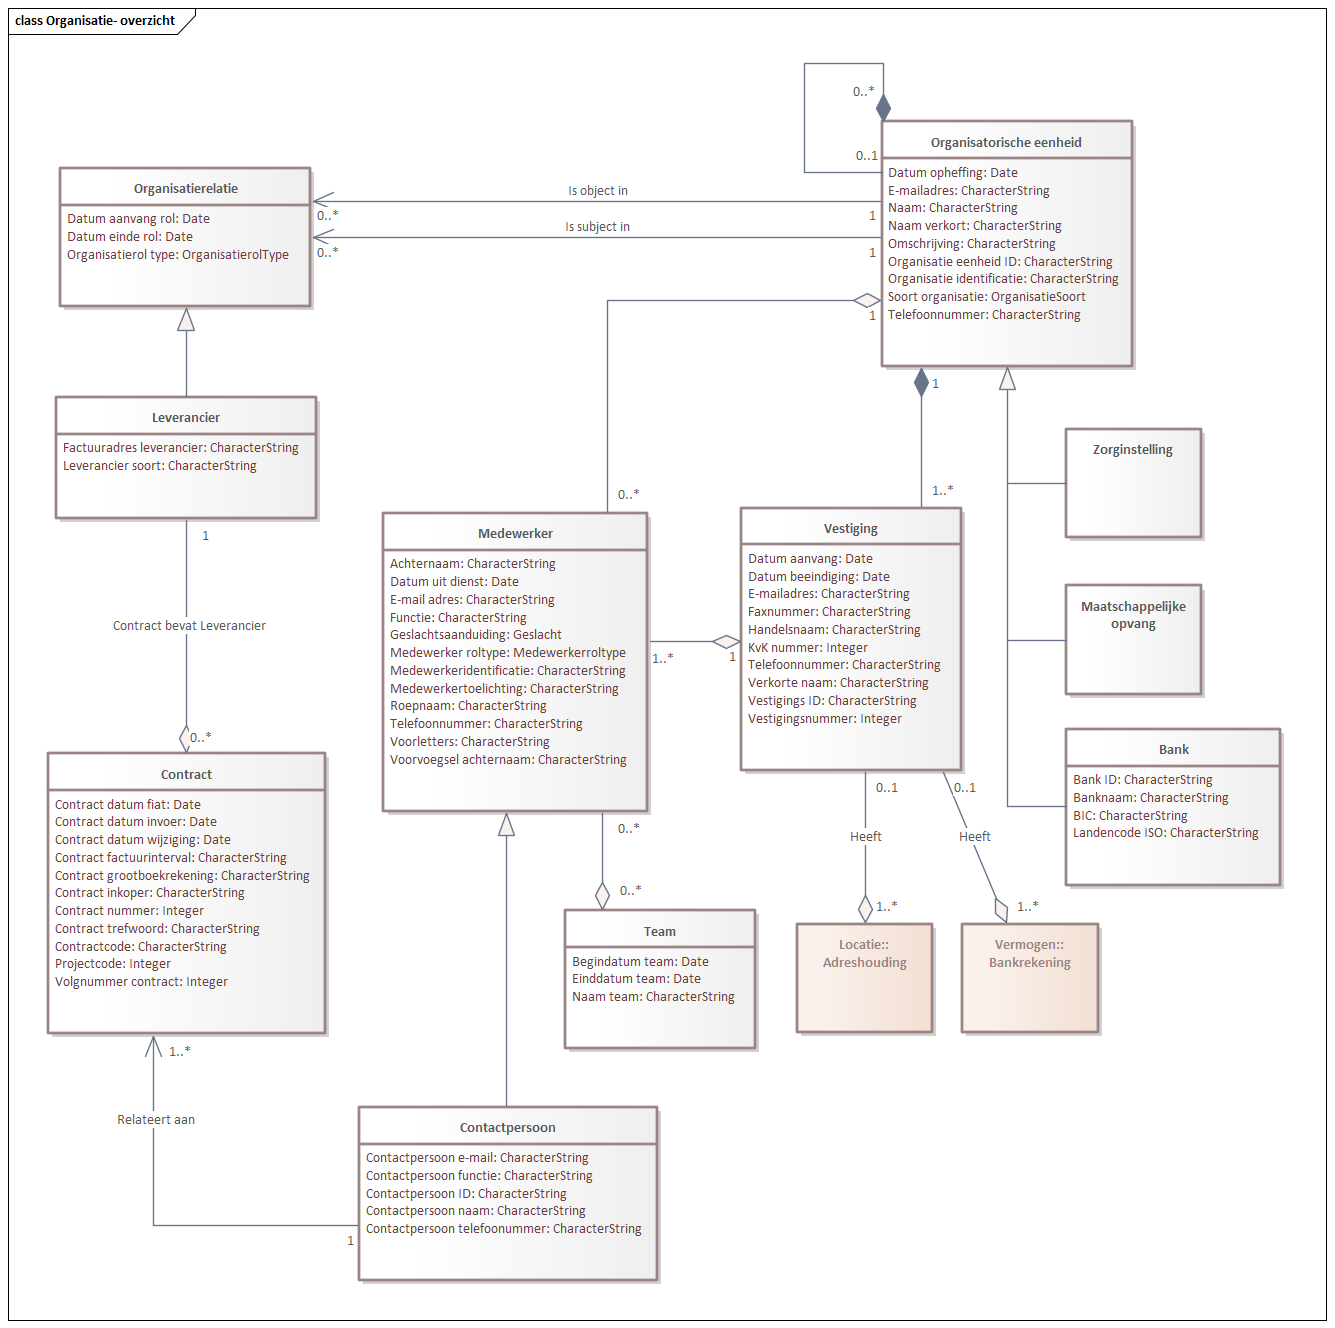 class Organisatie- overzicht
0..*
0..1
Organisatorische eenheid
Datum opheffing: Date
E-mailadres: CharacterString
Naam: CharacterString
Naam verkort: CharacterString
Omschrijving: CharacterString
Organisatie eenheid ID: CharacterString
Organisatie identificatie: CharacterString
Soort organisatie: OrganisatieSoort
Telefoonnummer: CharacterString
Organisatierelatie
Datum aanvang rol: Date
Datum einde rol: Date
Organisatierol type: OrganisatierolType
Is object in
0..*
1
Is subject in
0..*
1
1
1
1..*
0..*
Leverancier
Factuuradres leverancier: CharacterString
Leverancier soort: CharacterString
1
Contract bevat Leverancier
0..*
Zorginstelling
Maatschappelijke
opvang
Bank
Bank ID: CharacterString
Banknaam: CharacterString
BIC: CharacterString
Landencode ISO: CharacterString
Medewerker
Achternaam: CharacterString
Datum uit dienst: Date
E-mail adres: CharacterString
Functie: CharacterString
Geslachtsaanduiding: Geslacht
Medewerker roltype: Medewerkerroltype
Medewerkeridentificatie: CharacterString
Medewerkertoelichting: CharacterString
Roepnaam: CharacterString
Telefoonnummer: CharacterString
Voorletters: CharacterString
Voorvoegsel achternaam: CharacterString
1..*
1
Vestiging
Datum aanvang: Date
Datum beeindiging: Date
E-mailadres: CharacterString
Faxnummer: CharacterString
Handelsnaam: CharacterString
KvK nummer: Integer
Telefoonnummer: CharacterString
Verkorte naam: CharacterString
Vestigings ID: CharacterString
Vestigingsnummer: Integer
0..1
0..1
Heeft
Heeft
1..*
1..*
Contract
Contract datum fiat: Date
Contract datum invoer: Date
Contract datum wijziging: Date
Contract factuurinterval: CharacterString
Contract grootboekrekening: CharacterString
Contract inkoper: CharacterString
Contract nummer: Integer
Contract trefwoord: CharacterString
Contractcode: CharacterString
Projectcode: Integer
Volgnummer contract: Integer
0..*
0..*
Team
Begindatum team: Date
Einddatum team: Date
Naam team: CharacterString
Locatie::
Adreshouding
Vermogen::
Bankrekening
1..*
Relateert aan
1
Contactpersoon
Contactpersoon e-mail: CharacterString
Contactpersoon functie: CharacterString
Contactpersoon ID: CharacterString
Contactpersoon naam: CharacterString
Contactpersoon telefoonummer: CharacterString